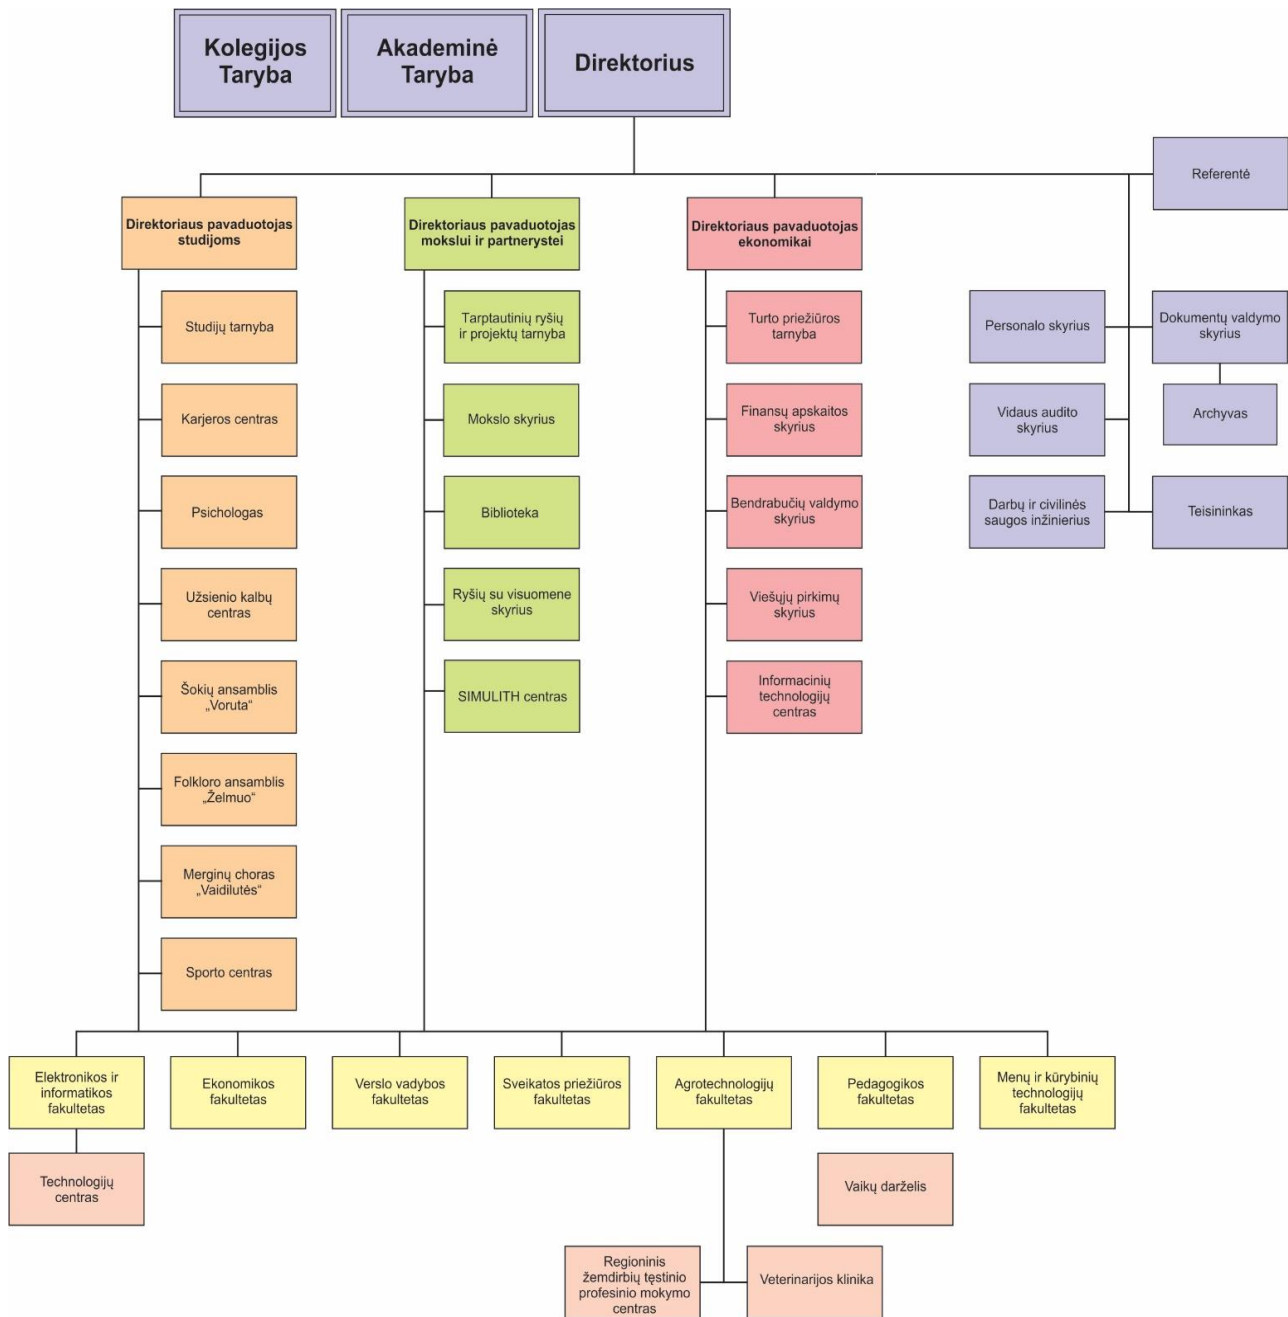 Kolegijos
Taryba
Akademinė
Taryba
Direktorius
Referentė
Direktoriaus pavaduotojas
studijoms
Direktoriaus pavaduotojas
mokslui ir partnerystei
Direktoriaus pavaduotojas
ekonomikai
Studijų tarnyba
Tarptautinių ryšių
ir projektų tarnyba
Turto priežiūros
tarnyba
Personalo skyrius
Dokumentų valdymo
skyrius
Karjeros centras
Mokslo skyrius
Finansų apskaitos
skyrius
Vidaus audito
skyrius
Archyvas
Psichologas
Biblioteka
Bendrabučių valdymo
skyrius
Darbų ir civilinės
saugos inžinierius
Teisininkas
Užsienio kalbų
centras
Ryšių su visuomene
skyrius
Viešųjų pirkimų
skyrius
Šokių ansamblis
„Voruta“
SIMULITH centras
Informacinių
technologijų
centras
Folkloro ansamblis
„Želmuo“
Merginų choras
„Vaidilutės“
Sporto centras
Elektronikos ir
informatikos
fakultetas
Ekonomikos
fakultetas
Verslo vadybos
fakultetas
Sveikatos priežiūros
fakultetas
Agrotechnologijų
fakultetas
Pedagogikos
fakultetas
Menų ir kūrybinių
technologijų
fakultetas
Technologijų
centras
Vaikų darželis
Regioninis
žemdirbių tęstinio
profesinio mokymo
centras
Veterinarijos klinika